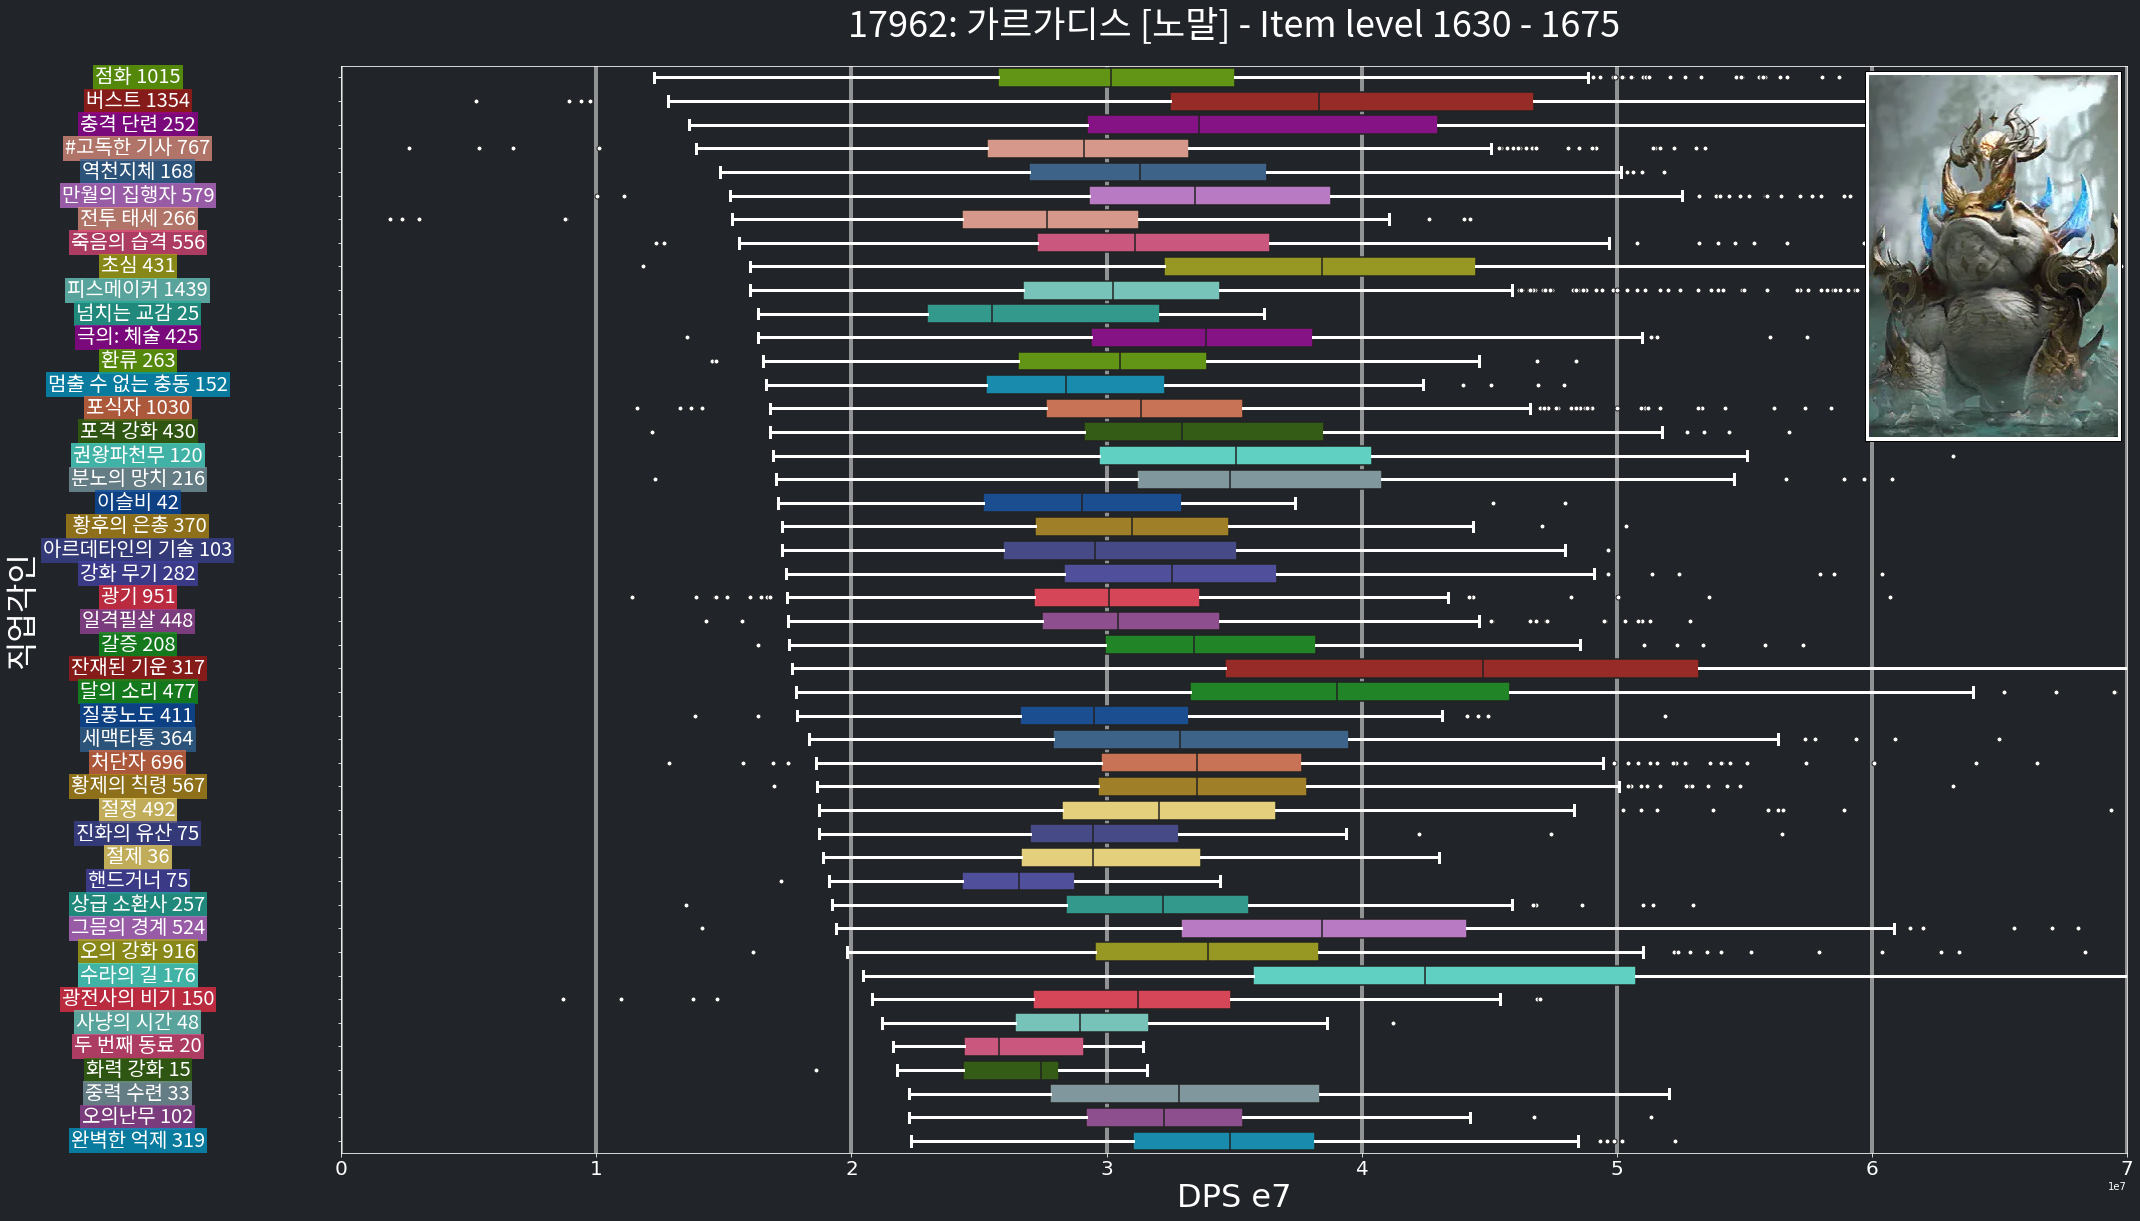 17962: 가르가디스 [노말] - Item level 1630 - 1675
점화 1015
버스트 1354
충격 단련 252
#고독한 기사 767
역천지체 168
만월의 집행자 579
전투 태세 266
죽음의 습격 556
초심 431
피스메이커 1439
넘치는 교감 25
극의: 체술 425
환류 263
멈출 수 없는 충동 152
포식자 1030
포격 강화 430
권왕파천무 120
분노의 망치 216
이슬비 42
황후의 은총 370
아르데타인의 기술 103
강화 무기 282
광기 951
일격필살 448
갈증 208
잔재된 기운 317
달의 소리 477
질풍노도 411
세맥타통 364
처단자 696
황제의 칙령 567
절정 492
진화의 유산 75
절제 36
핸드거너 75
상급 소환사 257
그믐의 경계 524
오의 강화 916
수라의 길 176
광전사의 비기 150
사냥의 시간 48
두 번째 동료 20
화력 강화 15
중력 수련 33
오의난무 102
완벽한 억제 319
직업각인
0 1 2 3 4 5 6 7
1e7
DPS e7